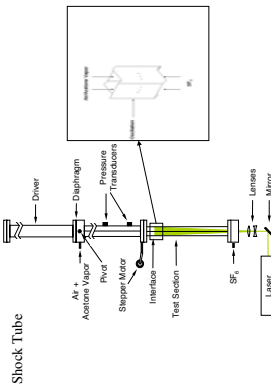 Shock Tube
Driver
Diaphragm
Air +
Acetone Vapor
Pivot
Pressure
Transducers
Stepper Motor
Interface
Test Section
SF6
Lenses
Mirror
Laser
Air/Acetone Vapor
Oscillation
SF6